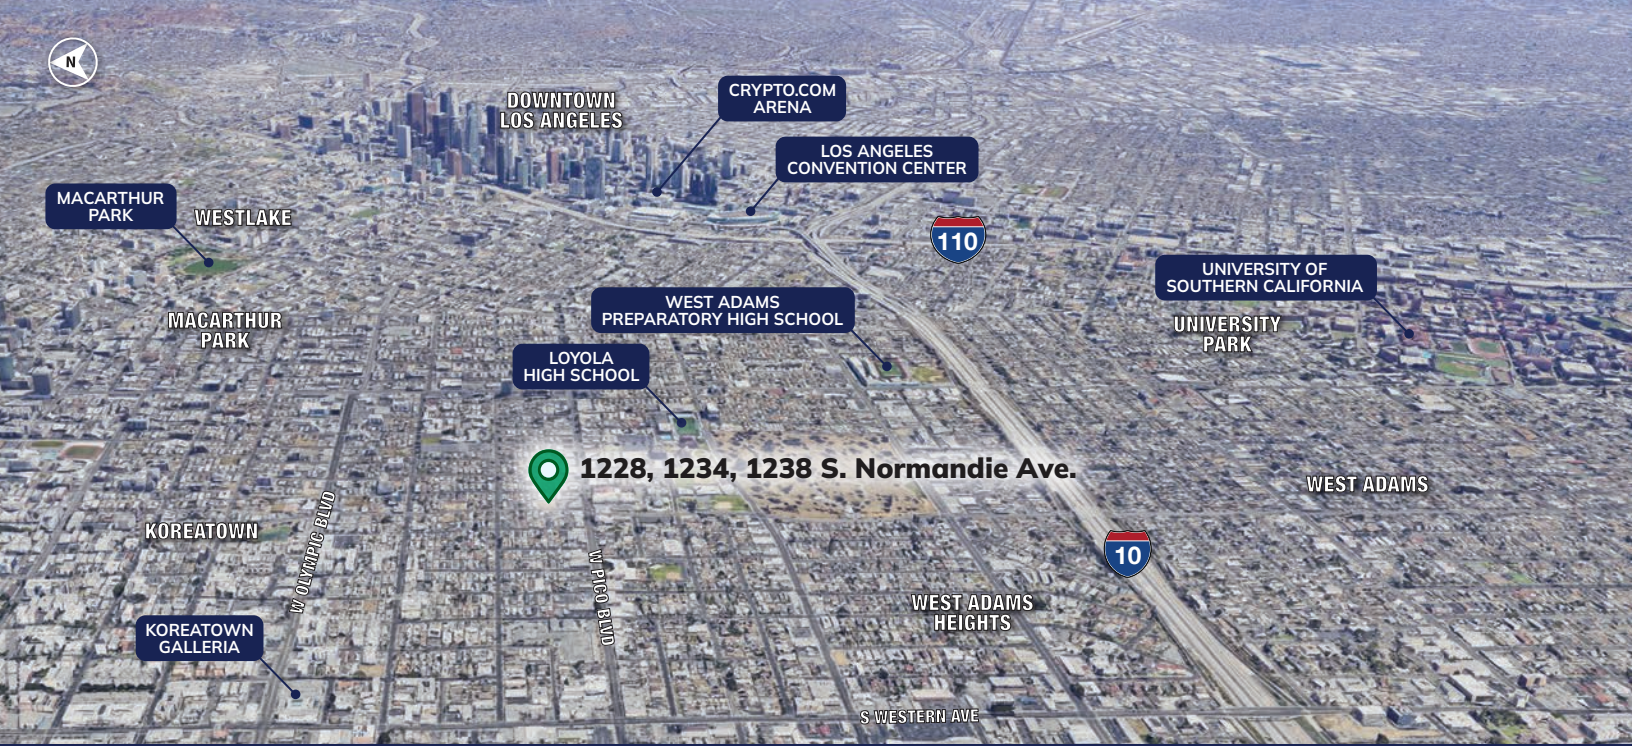 N
DOWNTOWN
LOS ANGELES
CRYPTO.COM
ARENA
LOS ANGELES
CONVENTION CENTER
MACARTHUR
PARK
WESTLAKE
110
UNIVERSITY OF
SOUTHERN CALIFORNIA
WEST ADAMS
PREPARATORY HIGH SCHOOL
MACARTHUR
PARK
UNIVERSITY
PARK
LOYOLA
HIGH SCHOOL
1228, 1234, 1238 S. Normandie Ave.
WEST ADAMS
KOREATOWN
W OLYMPIC BLVD
W PICO BLVD
10
WEST ADAMS
HEIGHTS
KOREATOWN
GALLERIA
S WESTERN AVE